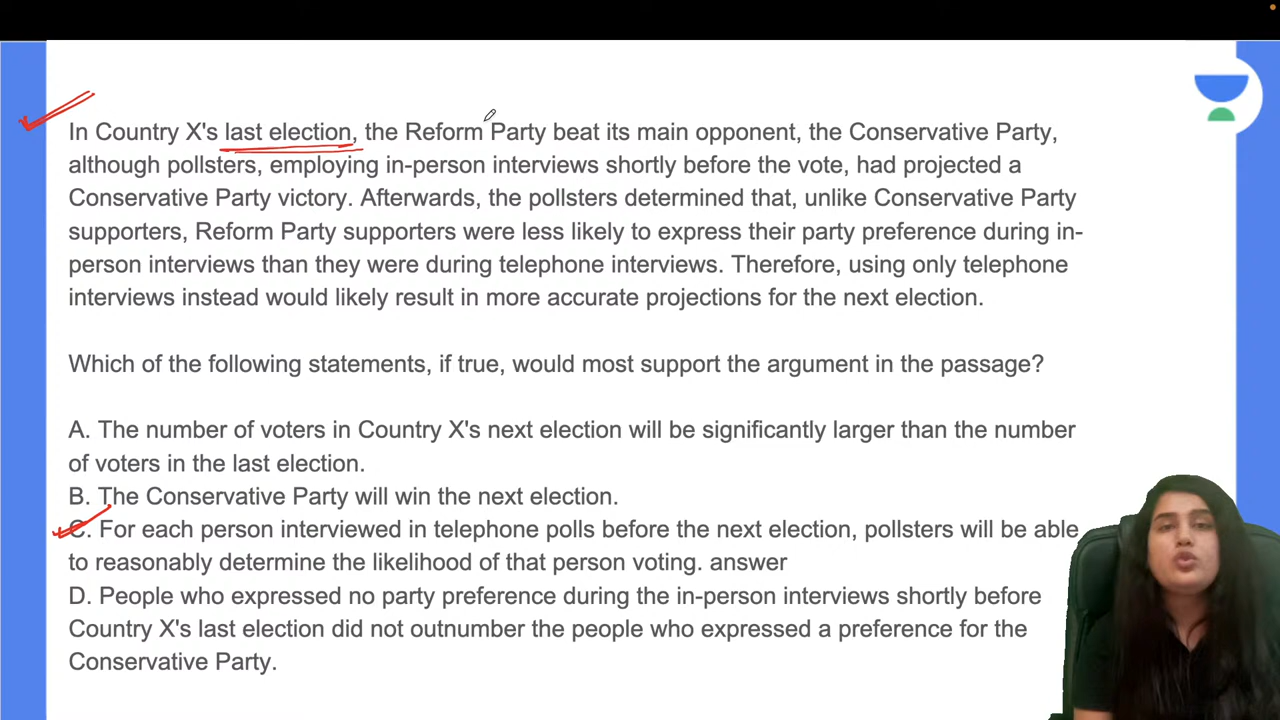 In Country X's last election, the Reform Party beat its main opponent, the Conservative Party,
although pollsters, employing in-person interviews shortly before the vote, had projected a
Conservative Party victory. Afterwards, the pollsters determined that, unlike Conservative Party
supporters, Reform Party supporters were less likely to express their party preference during in-
person interviews than they were during telephone interviews. Therefore, using only telephone
interviews instead would likely result in more accurate projections for the next election.
Which of the following statements, if true, would most support the argument in the passage?
A. The number of voters in Country X's next election will be significantly larger than the number
of voters in the last election.
B. The Conservative Party will win the next election.
C. For each person interviewed in telephone polls before the next election, pollsters will be able
to reasonably determine the likelihood of that person voting. answer
D. People who expressed no party preference during the in-person interviews shortly before
Country X's last election did not outnumber the people who expressed a preference for the
Conservative Party.